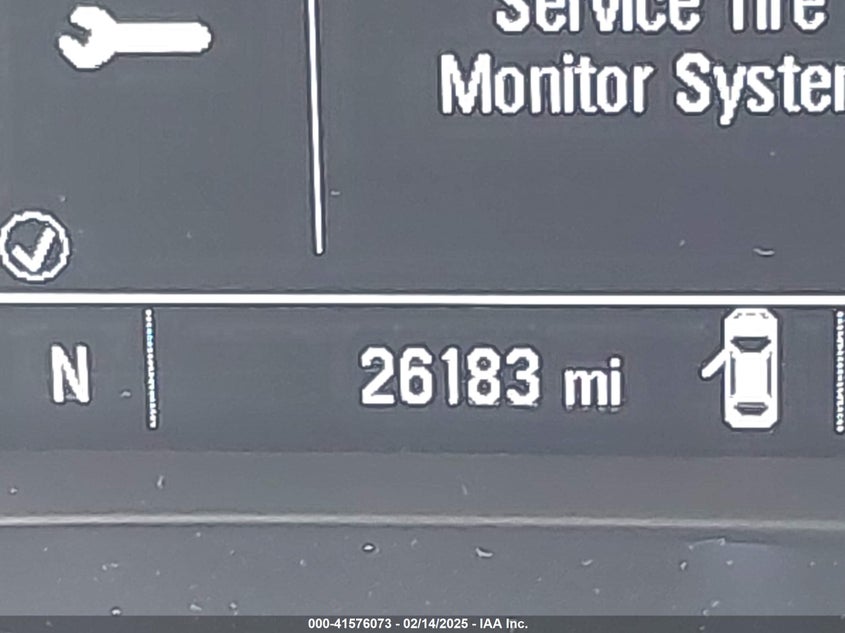 Service Tire
Monitor System
N
26183 mi
000-41576073 - 02/14/2025 - IAA Inc.